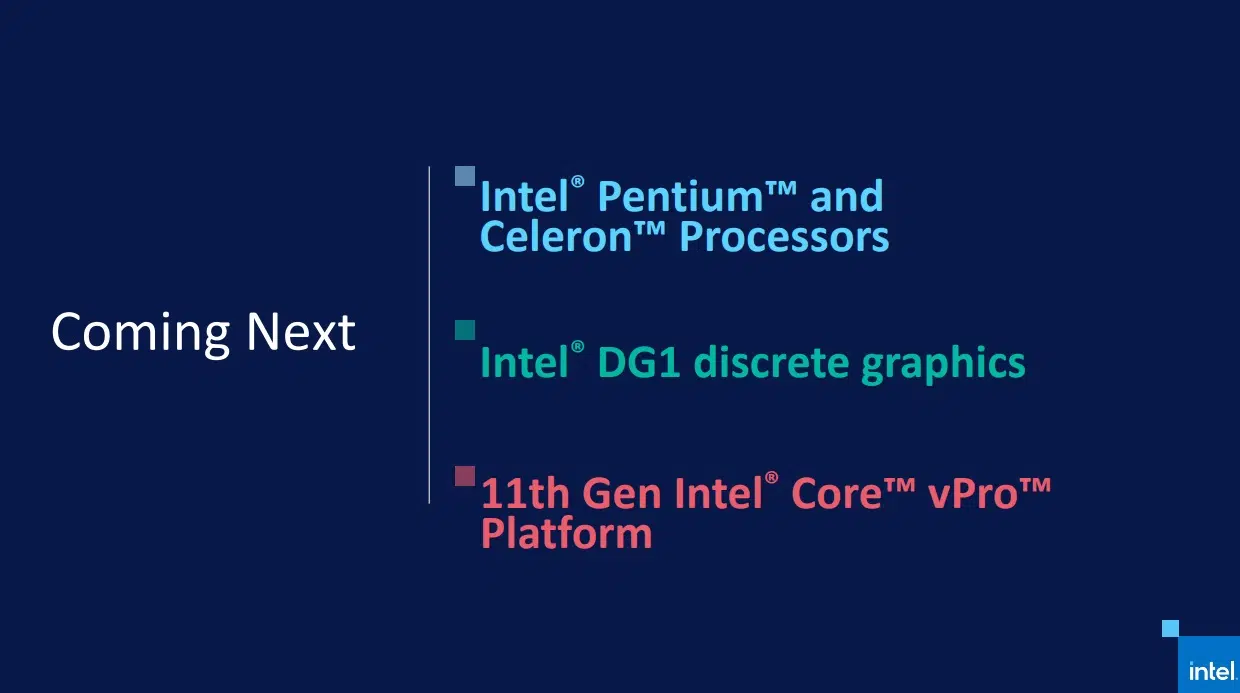 Coming Next
Intel® Pentium™ and
Celeron™ Processors
Intel® DG1 discrete graphics
11th Gen Intel® Core™ vPro™
Platform
intel.